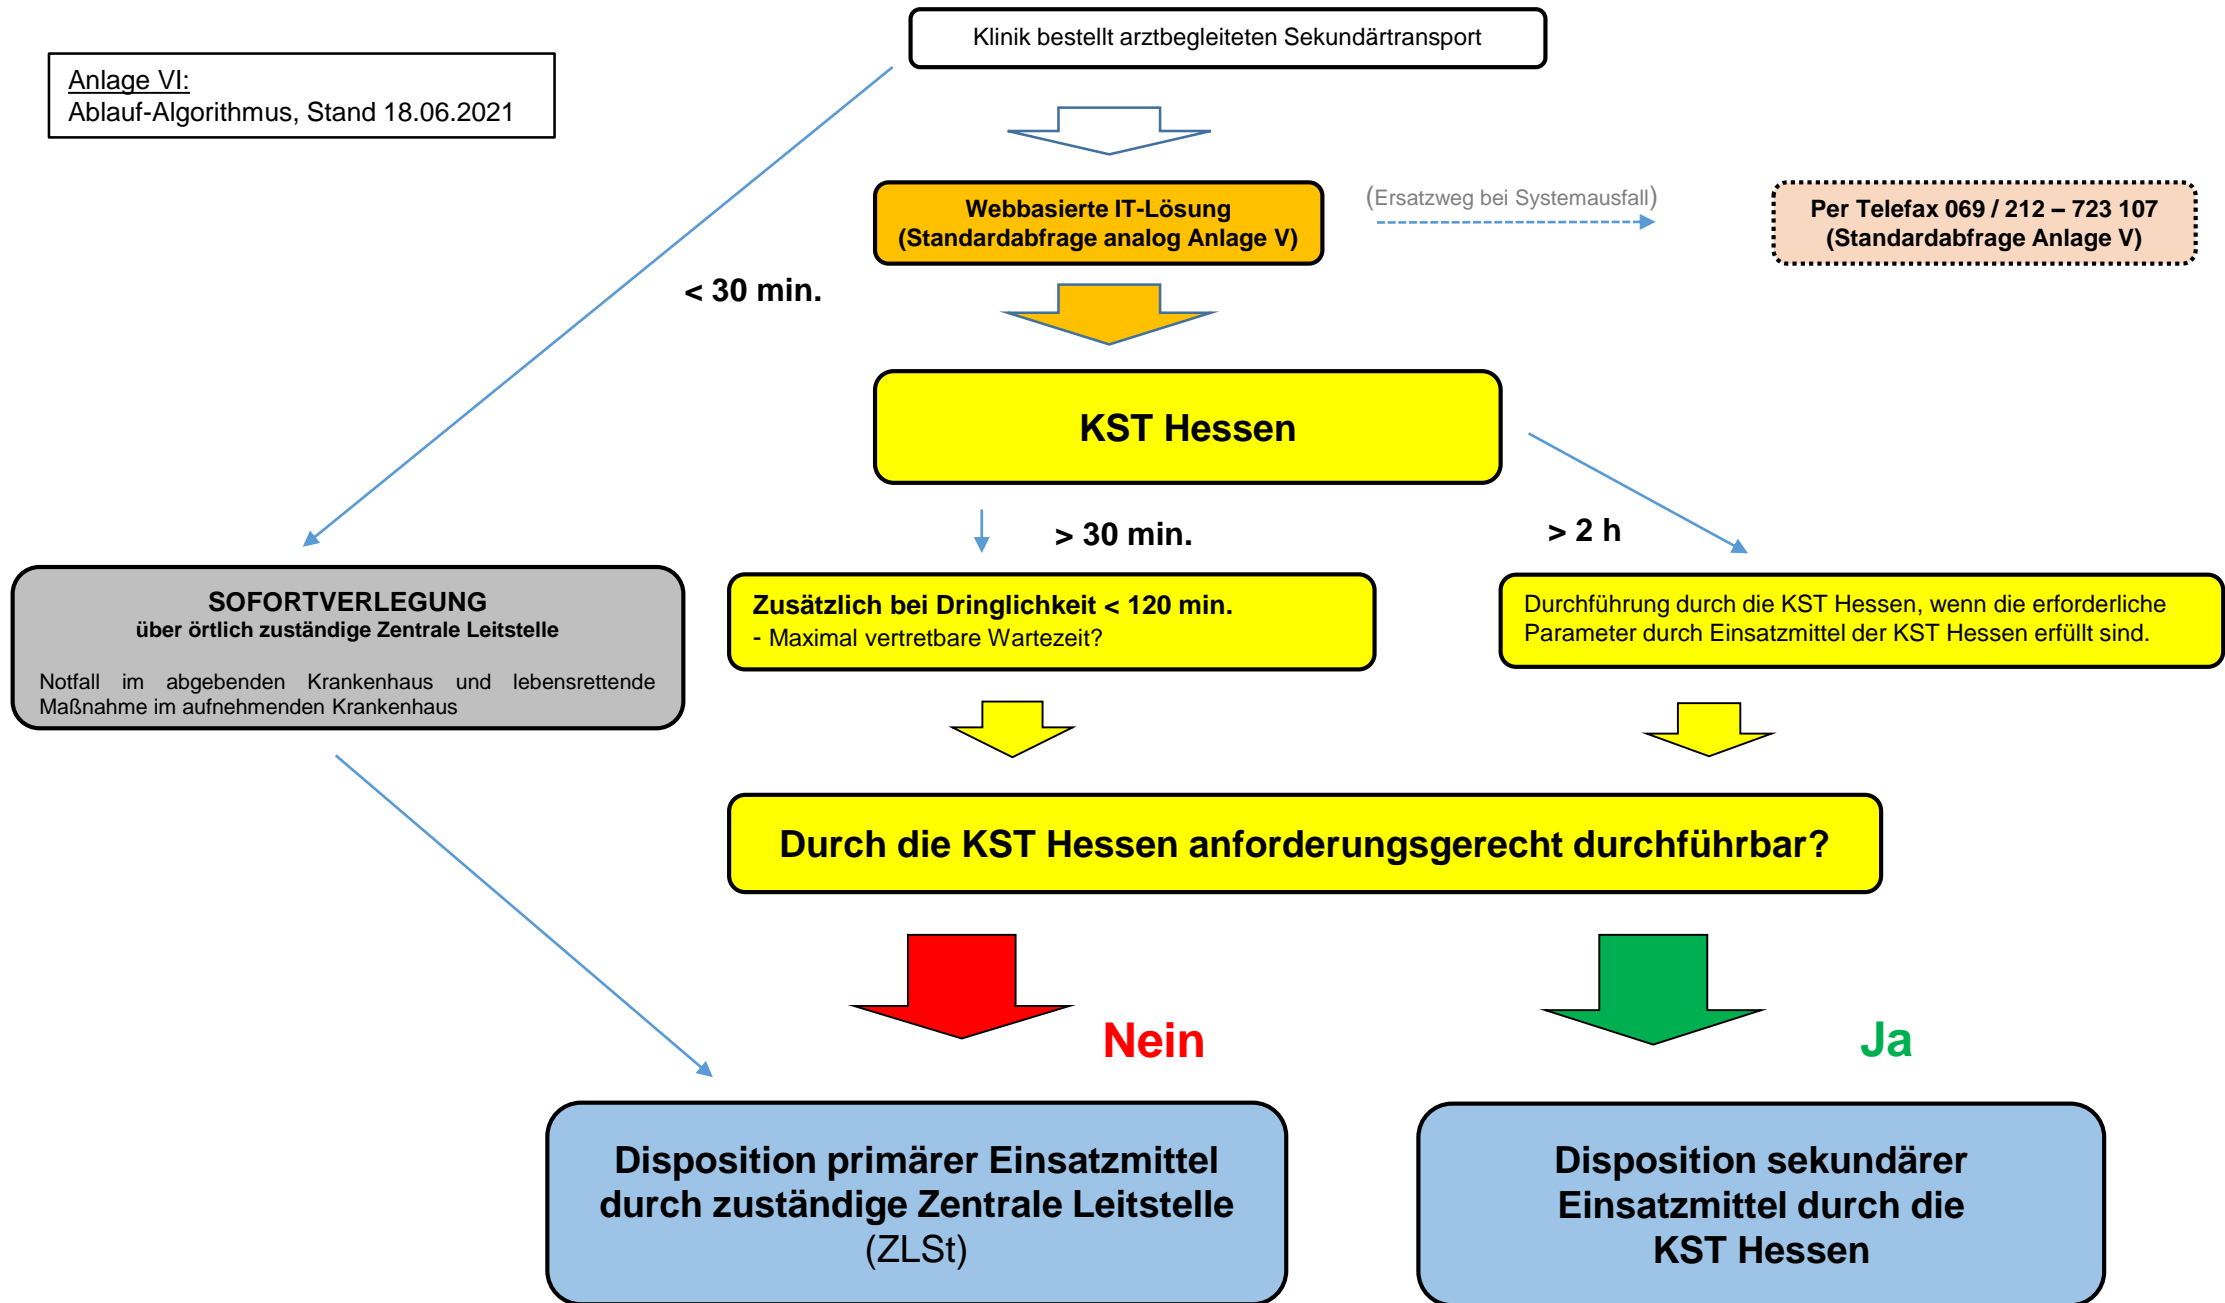 Klinik bestellt arztbegleiteten Sekundärtransport
Anlage VI:
Ablauf-Algorithmus, Stand 18.06.2021
Webbasierte IT-Lösung
(Standardabfrage analog Anlage V)
(Ersatzweg bei Systemausfall)
Per Telefax 069 / 212 – 723 107
(Standardabfrage Anlage V)
< 30 min.
KST Hessen
> 30 min.
> 2 h
SOFORTVERLEGUNG
über örtlich zuständige Zentrale Leitstelle
Notfall im abgebenden Krankenhaus und lebensrettende
Maßnahme im aufnehmenden Krankenhaus
Zusätzlich bei Dringlichkeit < 120 min.
- Maximal vertretbare Wartezeit?
Durchführung durch die KST Hessen, wenn die erforderliche
Parameter durch Einsatzmittel der KST Hessen erfüllt sind.
Durch die KST Hessen anforderungsgerecht durchführbar?
Nein
Ja
Disposition primärer Einsatzmittel
durch zuständige Zentrale Leitstelle
(ZLSt)
Disposition sekundärer
Einsatzmittel durch die
KST Hessen